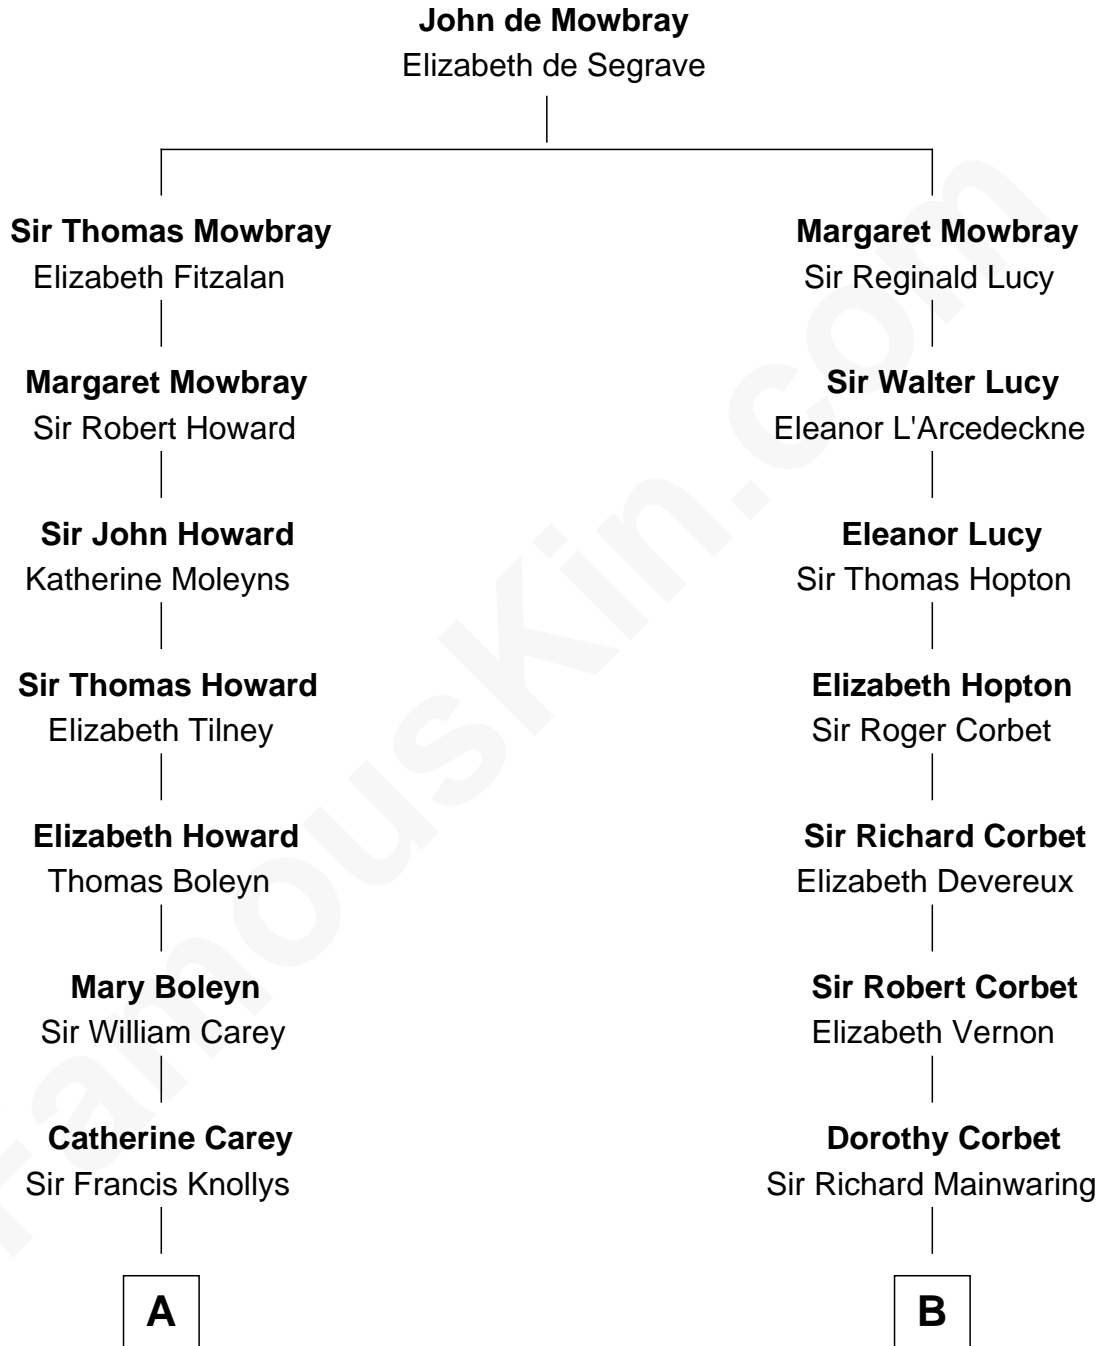 John de Mowbray
Elizabeth de Segrave
Sir Thomas Mowbray
Elizabeth Fitzalan
Margaret Mowbray
Sir Reginald Lucy
Margaret Mowbray
Sir Robert Howard
Sir Walter Lucy
Eleanor L'Arcedeckne
Sir John Howard
Katherine Moleyns
Eleanor Lucy
Sir Thomas Hopton
Sir Thomas Howard
Elizabeth Tilney
Elizabeth Hopton
Sir Roger Corbet
Elizabeth Howard
Thomas Boleyn
Sir Richard Corbet
Elizabeth Devereux
Mary Boleyn
Sir William Carey
Sir Robert Corbet
Elizabeth Vernon
Catherine Carey
Sir Francis Knollys
Dorothy Corbet
Sir Richard Mainwaring
A
B
FamousKin.com